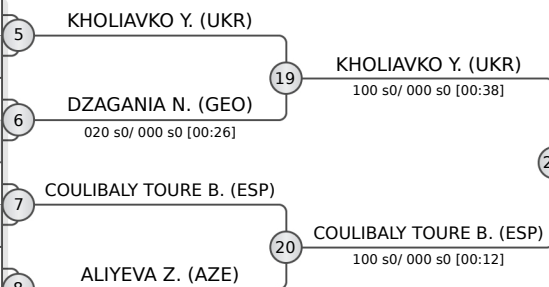 KHOLIAVKO Y. (UKR)
5
19
KHOLIAVKO Y. (UKR)
100 s0/ 000 s0 [00:38]
DZAGANIA N. (GEO)
6
020 s0/ 000 s0 [00:26]
COULIBALY TOURE B. (ESP)
7
20
COULIBALY TOURE B. (ESP)
100 s0/ 000 s0 [00:12]
ALIYEVA Z. (AZE)